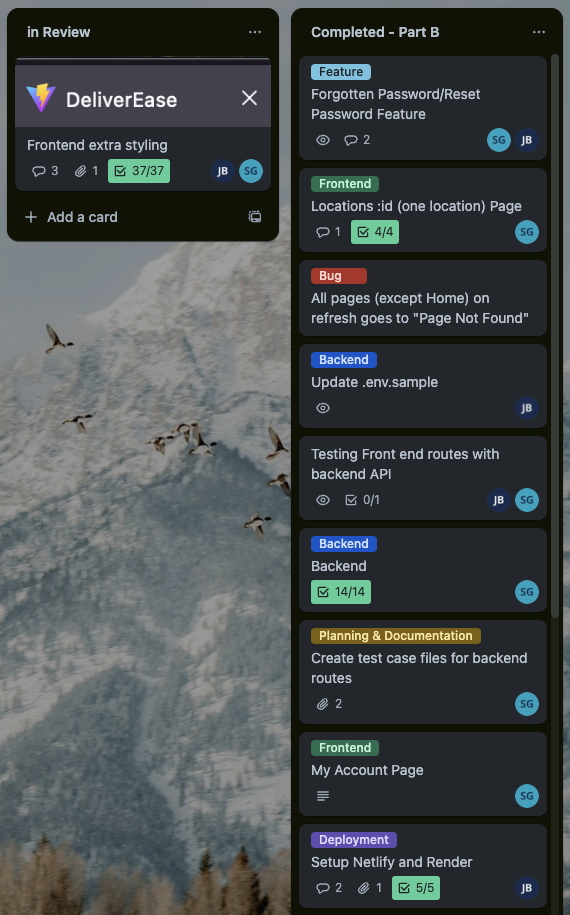 in Review
DeliverEase
Frontend extra styling
3 1 37/37 JB SG
Add a card
Completed - Part B
Feature
Forgotten Password/Reset
Password Feature
2 SG JB
Frontend
Locations :id (one location) Page
1 4/4 SG
Bug
All pages (except Home) on
refresh goes to "Page Not Found"
Backend
Update .env.sample
JB
Testing Front end routes with
backend API
0/1 JB SG
Backend
Backend
14/14 SG
Planning & Documentation
Create test case files for backend
routes
2 SG
Frontend
My Account Page
SG
Deployment
Setup Netlify and Render
2 1 5/5 JB